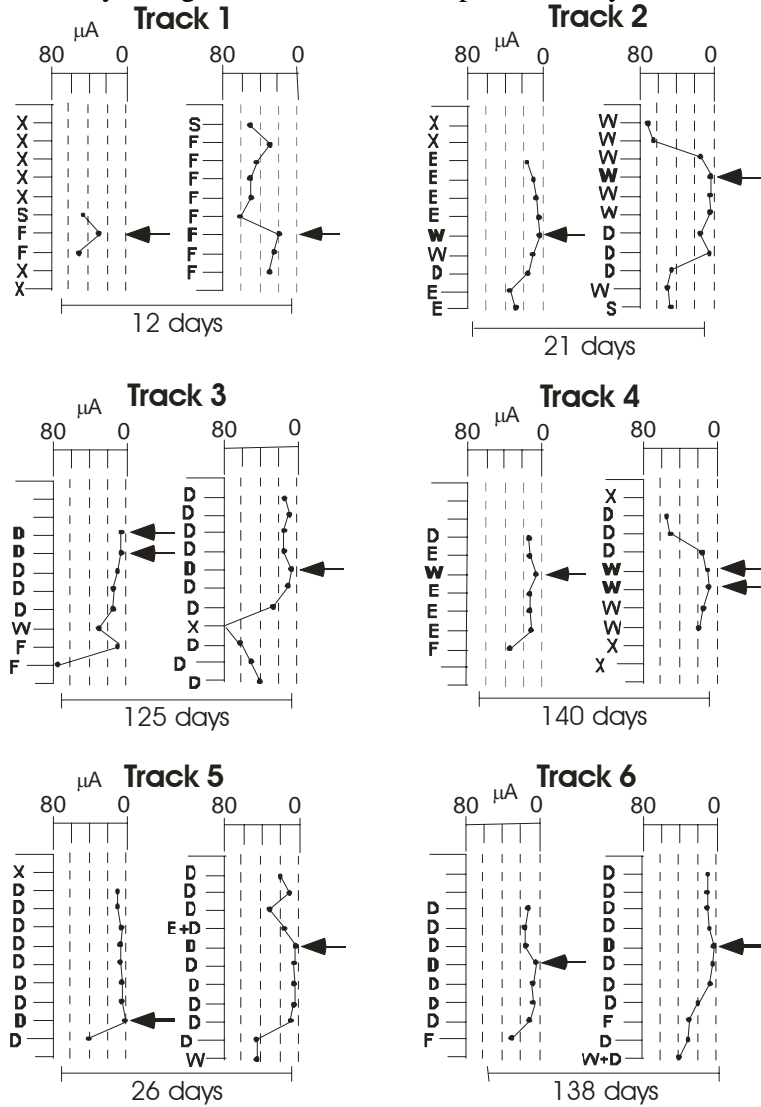 Track 1
μA
80 0
80 0
X
X
X
X
X
S
F
F
X
X
S
F
F
F
F
F
F
F
F
12 days
Track 2
μA
80 0
80 0
X
X
E
E
E
E
W
W
D
E
E
W
W
W
W
W
W
D
D
D
W
S
21 days
Track 3
μA
80 0
80 0
D
D
D
D
D
W
F
F
D
D
D
D
D
D
D
X
D
D
D
125 days
Track 4
μA
80 0
80 0
D
E
W
E
E
E
F
X
D
D
D
W
W
W
W
X
X
140 days
Track 5
μA
80 0
80 0
X
D
D
D
D
D
D
D
D
D
D
D
D
E+D
D
D
D
D
D
D
W
26 days
Track 6
μA
80 0
80 0
D
D
D
D
D
D
D
F
D
D
D
D
D
D
D
D
F
D
W+D
138 days